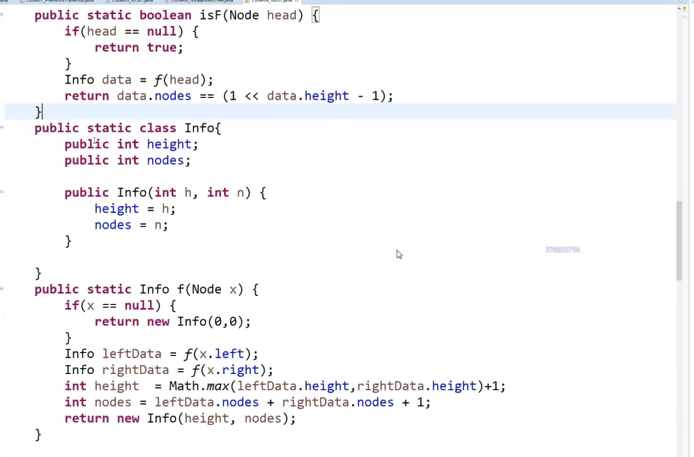 public static boolean isF(Node head) {
if(head == null) {
return true;
}
Info data = f(head);
return data.nodes == (1 << data.height - 1);
}
public static class Info{
public int height;
public int nodes;
public Info(int h, int n) {
height = h;
nodes = n;
}
}
public static Info f(Node x) {
if(x == null) {
return new Info(0,0);
}
Info leftData = f(x.left);
Info rightData = f(x.right);
int height  = Math.max(leftData.height,rightData.height)+1;
int nodes = leftData.nodes + rightData.nodes + 1;
return new Info(height, nodes);
}